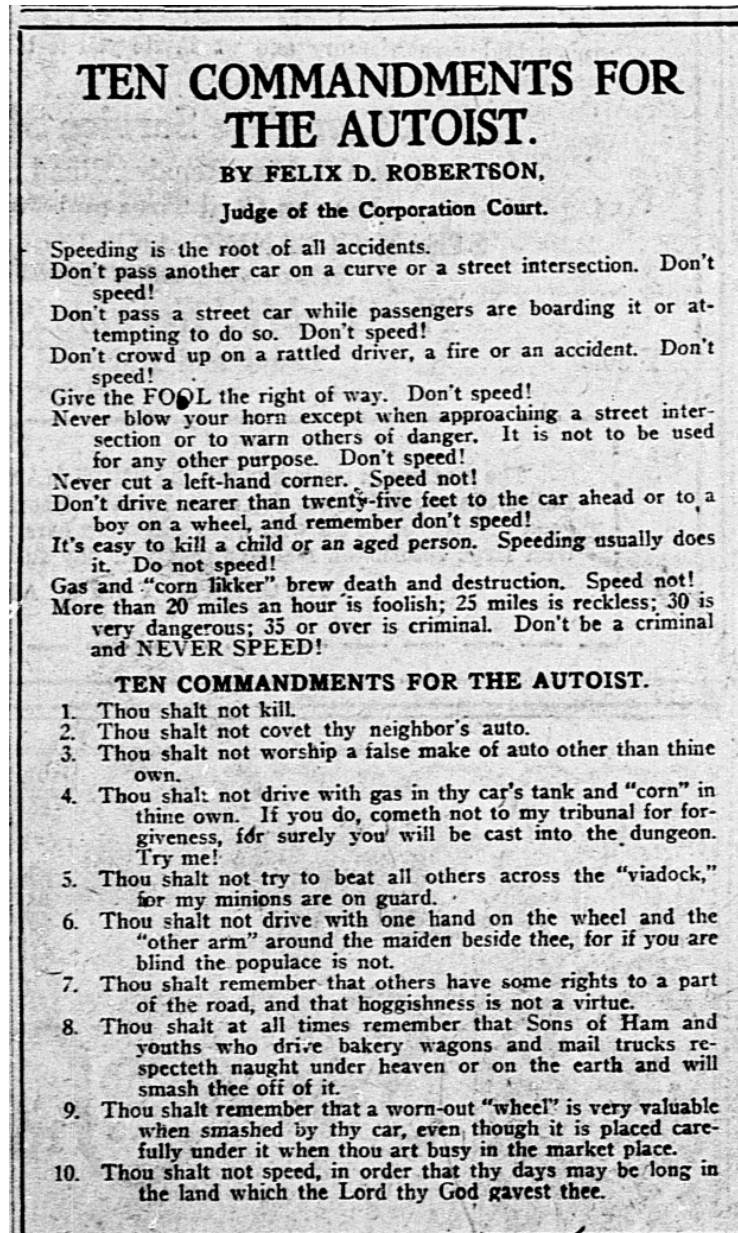 TEN COMMANDMENTS FOR
THE AUTOIST.
BY FELIX D. ROBERTSON,
Judge of the Corporation Court.
Speeding is the root of all accidents.
Don't pass another car on a curve or a street intersection. Don't
speed!
Don't pass a street car while passengers are boarding it or at-
tempting to do so. Don't speed!
Don't crowd up on a rattled driver, a fire or an accident. Don't
speed!
Give the FOOL the right of way. Don't speed!
Never blow your horn except when approaching a street inter-
section or to warn others of danger. It is not to be used
for any other purpose. Don't speed!
Never cut a left-hand corner. Speed not!
Don't drive nearer than twenty-five feet to the car ahead or to a
boy on a wheel, and remember don't speed!
It's easy to kill a child or an aged person. Speeding usually does
it. Do not speed!
Gas and "corn likker" brew death and destruction. Speed not!
More than 20 miles an hour is foolish; 25 miles is reckless; 30 is
very dangerous; 35 or over is criminal. Don't be a criminal
and NEVER SPEED!
TEN COMMANDMENTS FOR THE AUTOIST.
1. Thou shalt not kill.
2. Thou shalt not covet thy neighbor's auto.
3. Thou shalt not worship a false make of auto other than thine
own.
4. Thou shalt not drive with gas in thy car's tank and "corn" in
thine own. If you do, cometh not to my tribunal for for-
giveness, for surely you will be cast into the dungeon.
Try me!
5. Thou shalt not try to beat all others across the "viadock,"
for my minions are on guard.
6. Thou shalt not drive with one hand on the wheel and the
"other arm" around the maiden beside thee, for if you are
blind the populace is not.
7. Thou shalt remember that others have some rights to a part
of the road, and that hoggishness is not a virtue.
8. Thou shalt at all times remember that Sons of Ham and
youths who drive bakery wagons and mail trucks re-
specteth naught under heaven or on the earth and will
smash thee off of it.
9. Thou shalt remember that a worn-out "wheel" is very valuable
when smashed by thy car, even though it is placed care-
fully under it when thou art busy in the market place.
10. Thou shalt not speed, in order that thy days may be long in
the land which the Lord thy God gavest thee.